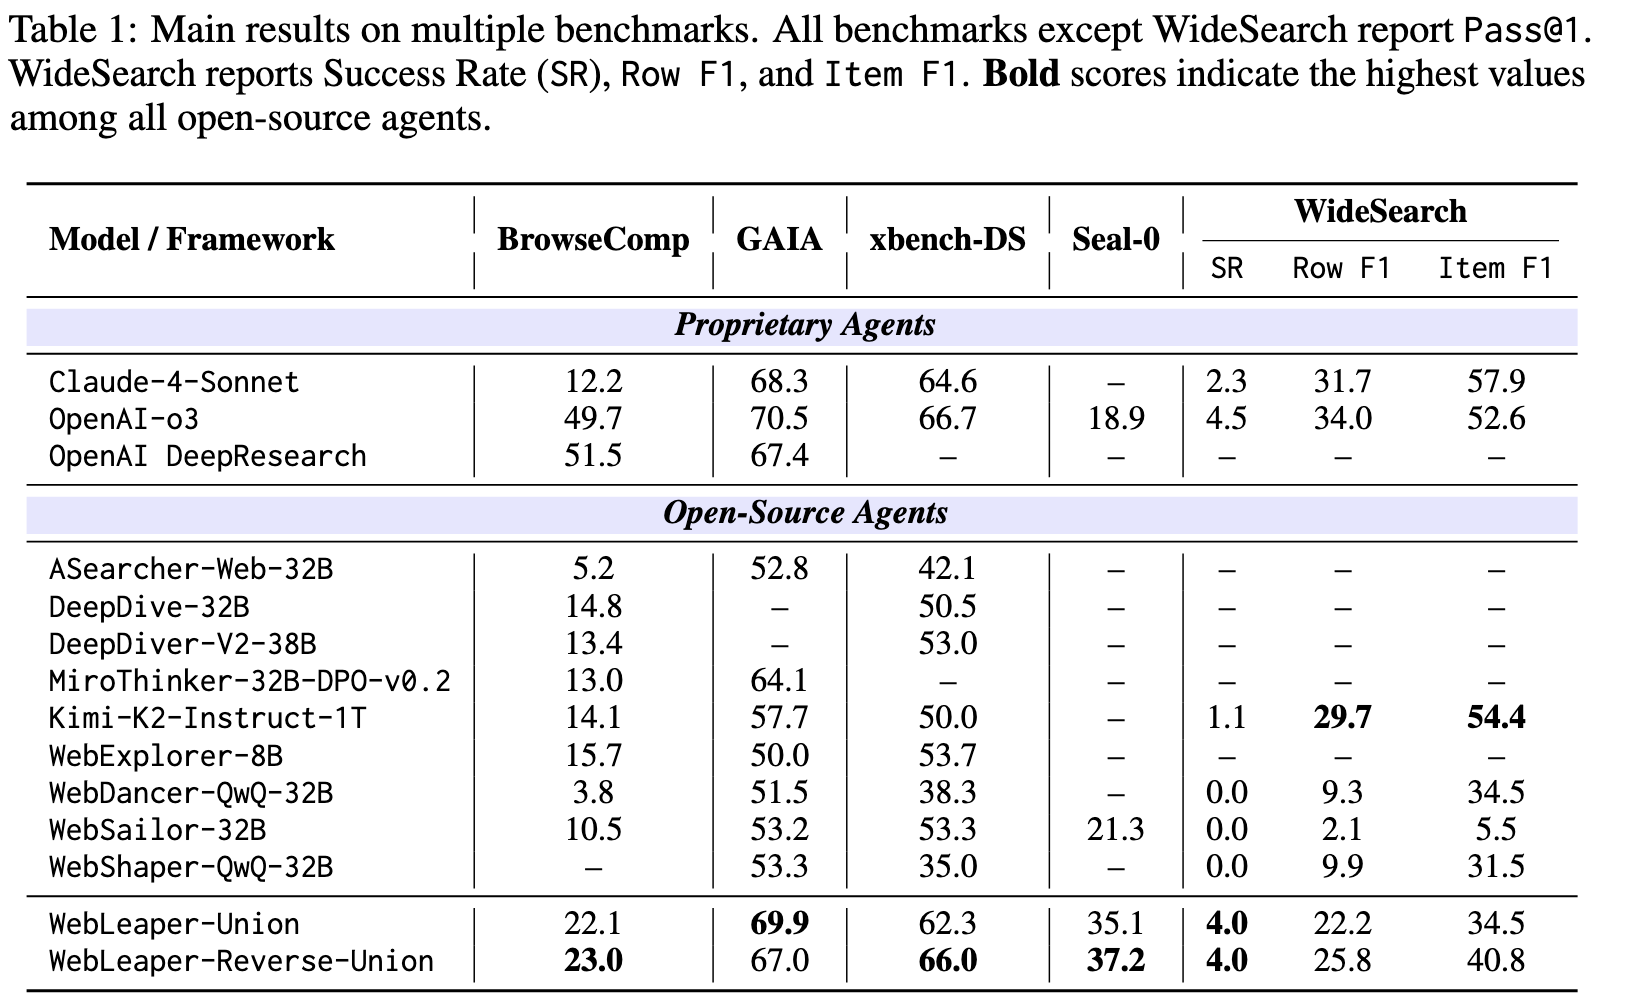 Table 1: Main results on multiple benchmarks. All benchmarks except WideSearch report Pass@1.
WideSearch reports Success Rate (SR), Row F1, and Item F1. Bold scores indicate the highest values
among all open-source agents.
Model / Framework BrowseComp GAIA xbench-DS Seal-0 WideSearch
SR Row F1 Item F1
Proprietary Agents
Claude-4-Sonnet 12.2 68.3 64.6 – 2.3 31.7 57.9
OpenAI-o3 49.7 70.5 66.7 18.9 4.5 34.0 52.6
OpenAI DeepResearch 51.5 67.4 – – – – –
Open-Source Agents
ASearcher-Web-32B 5.2 52.8 42.1 – – – –
DeepDive-32B 14.8 – 50.5 – – – –
DeepDiver-V2-38B 13.4 – 53.0 – – – –
MiroThinker-32B-DPO-v0.2 13.0 64.1 – – – – –
Kimi-K2-Instruct-1T 14.1 57.7 50.0 – 1.1 29.7 54.4
WebExplorer-8B 15.7 50.0 53.7 – – – –
WebDancer-QwQ-32B 3.8 51.5 38.3 – 0.0 9.3 34.5
WebSailor-32B 10.5 53.2 53.3 21.3 0.0 2.1 5.5
WebShaper-QwQ-32B – 53.3 35.0 – 0.0 9.9 31.5
WebLeaper-Union 22.1 69.9 62.3 35.1 4.0 22.2 34.5
WebLeaper-Reverse-Union 23.0 67.0 66.0 37.2 4.0 25.8 40.8